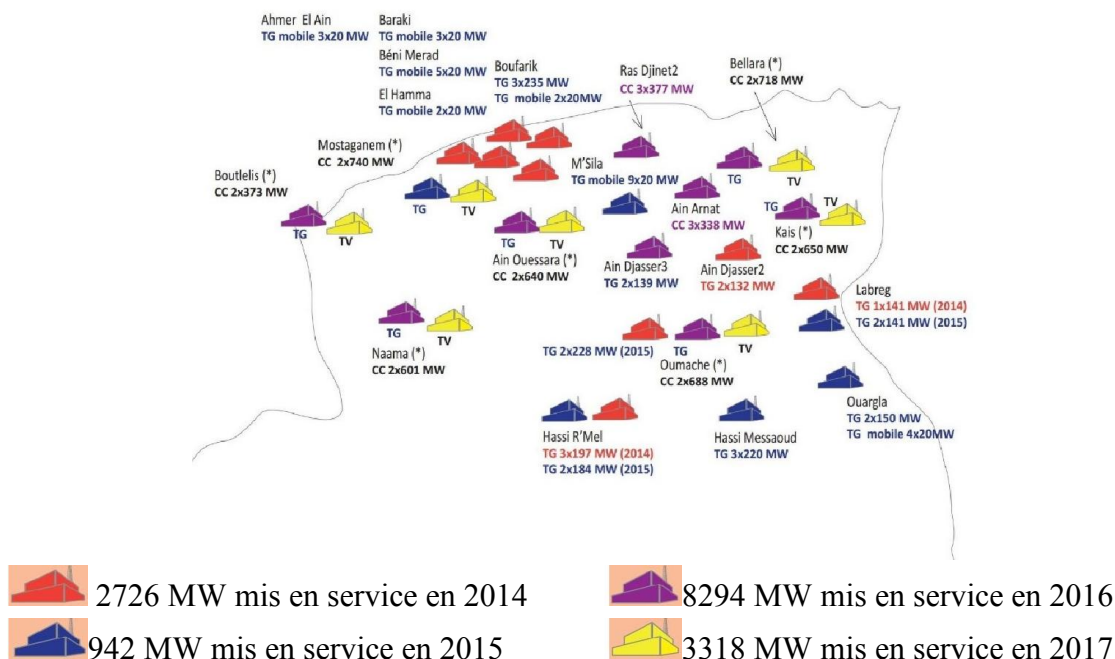 Ahmer El Ain
TG mobile 3x20 MW
Baraki
TG mobile 3x20 MW
Béni Merad
TG mobile 5x20 MW
El Hamma
TG mobile 2x20 MW
Boufarik
TG 3x235 MW
TG mobile 2x20MW
Ras Djinet2
CC 3x377 MW
Bellara (*)
CC 2x718 MW
Mostaganem (*)
CC 2x740 MW
Boutlelis (*)
CC 2x373 MW
TG
TV
TG
TV
M'Sila
TG mobile 9x20 MW
TG
TV
Ain Arnat
CC 3x338 MW
TG
TV
Kais (*)
CC 2x650 MW
TG
TV
Ain Ouessara (*)
CC 2x640 MW
Ain Djasser3
TG 2x139 MW
Ain Djasser2
TG 2x132 MW
Labreg
TG 1x141 MW (2014)
TG 2x141 MW (2015)
TG
TV
Naama (*)
CC 2x601 MW
TG 2x228 MW (2015)
TG
TV
Oumache (*)
CC 2x688 MW
Ouargla
TG 2x150 MW
TG mobile 4x20MW
Hassi R'Mel
TG 3x197 MW (2014)
TG 2x184 MW (2015)
Hassi Messaoud
TG 3x220 MW
2726 MW mis en service en 2014
8294 MW mis en service en 2016
942 MW mis en service en 2015
3318 MW mis en service en 2017